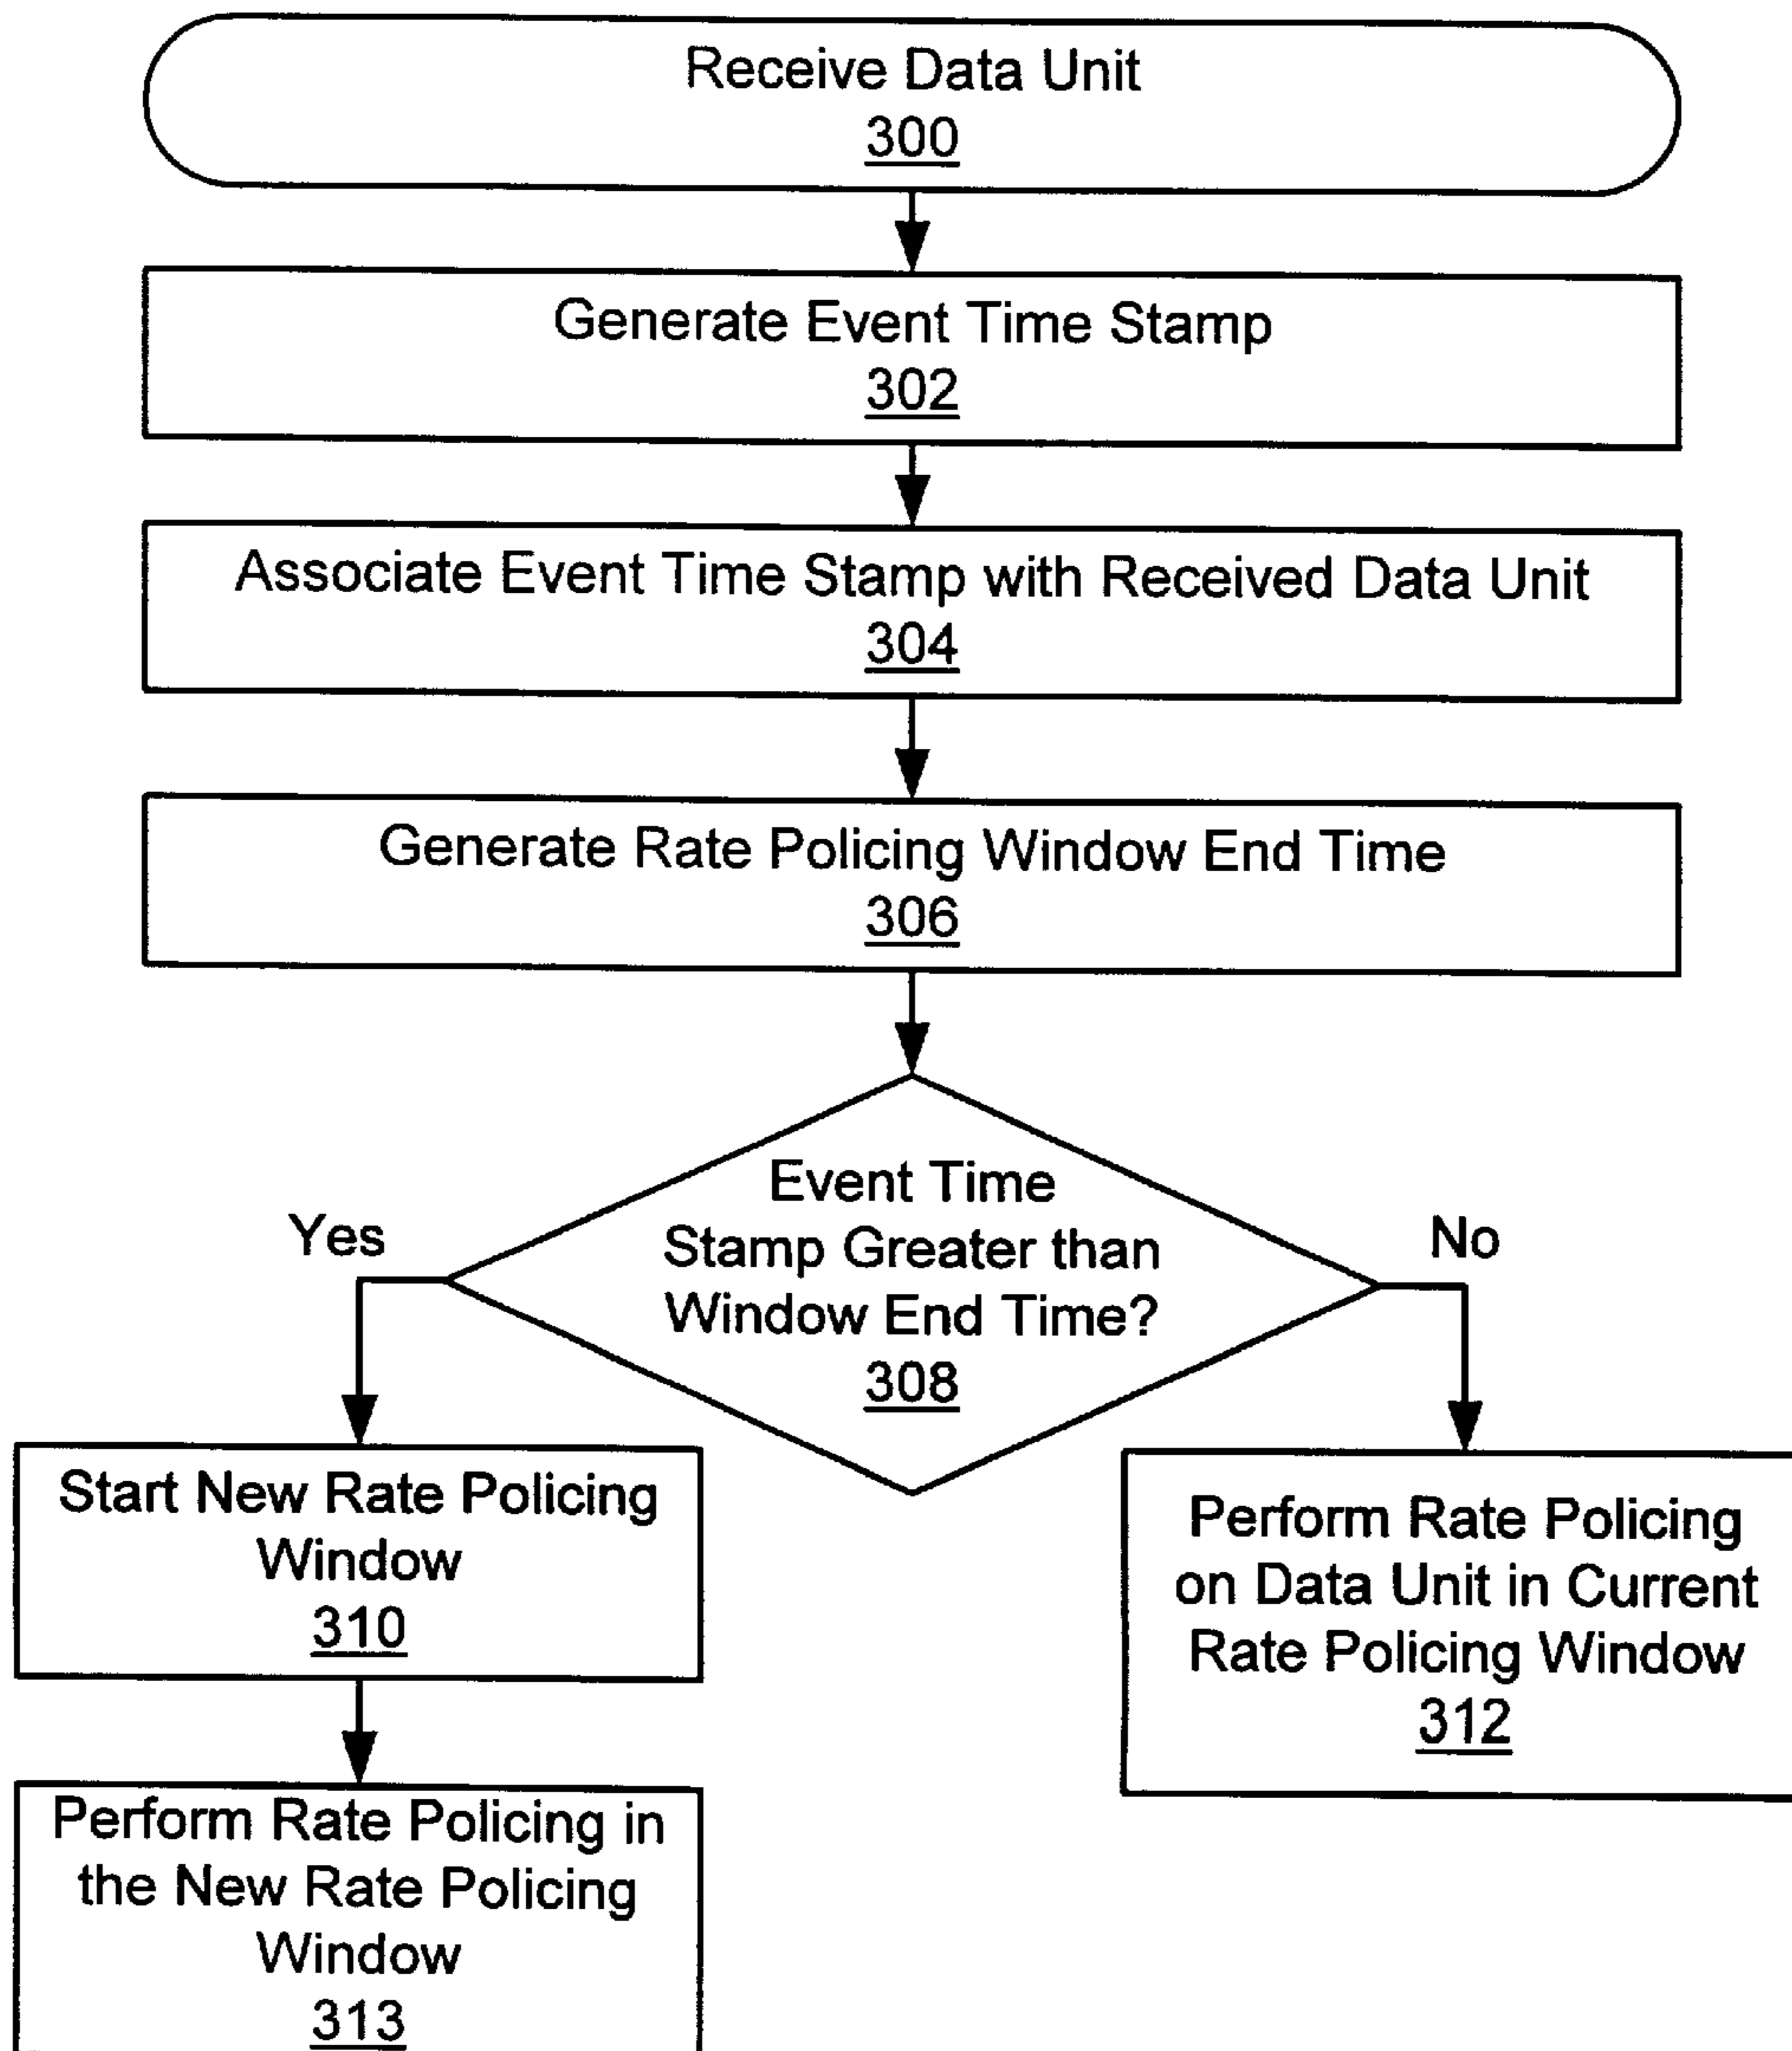 Receive Data Unit
300
Generate Event Time Stamp
302
Associate Event Time Stamp with Received Data Unit
304
Generate Rate Policing Window End Time
306
Event Time
Stamp Greater than
Window End Time?
308
Yes
No
Start New Rate Policing
Window
310
Perform Rate Policing
on Data Unit in Current
Rate Policing Window
312
Perform Rate Policing in
the New Rate Policing
Window
313